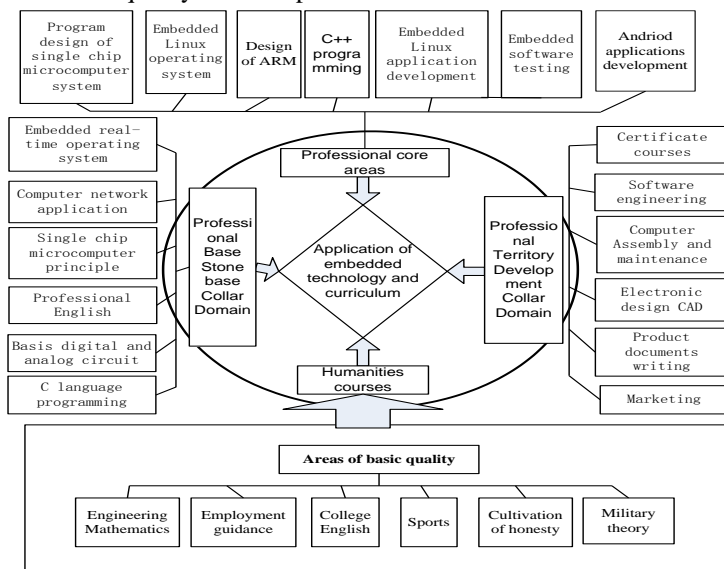 Program
design of
single chip
microcomputer
system
Embedded
Linux
operating
system
Design
of ARM
C++
progra
mming
Embedded
Linux
application
development
Embedded
software
testing
Andriod
applications
development
Embedded real-
time operating
system
Computer network
application
Single chip
microcomputer
principle
Professional
English
Basis digital and
analog circuit
C language
programming
Professional core
areas
Professi
onal
Base
Stone
base
Collar
Domain
Application of
embedded
technology and
curriculum
Professio
nal
Territory
Develop
ment
Collar
Domain
Humanities
courses
Certificate
courses
Software
engineering
Computer
Assembly and
maintenance
Electronic
design CAD
Product
documents
writing
Marketing
Areas of basic quality
Engineering
Mathematics
Employment
guidance
College
English
Sports
Cultivation
of honesty
Military
theory